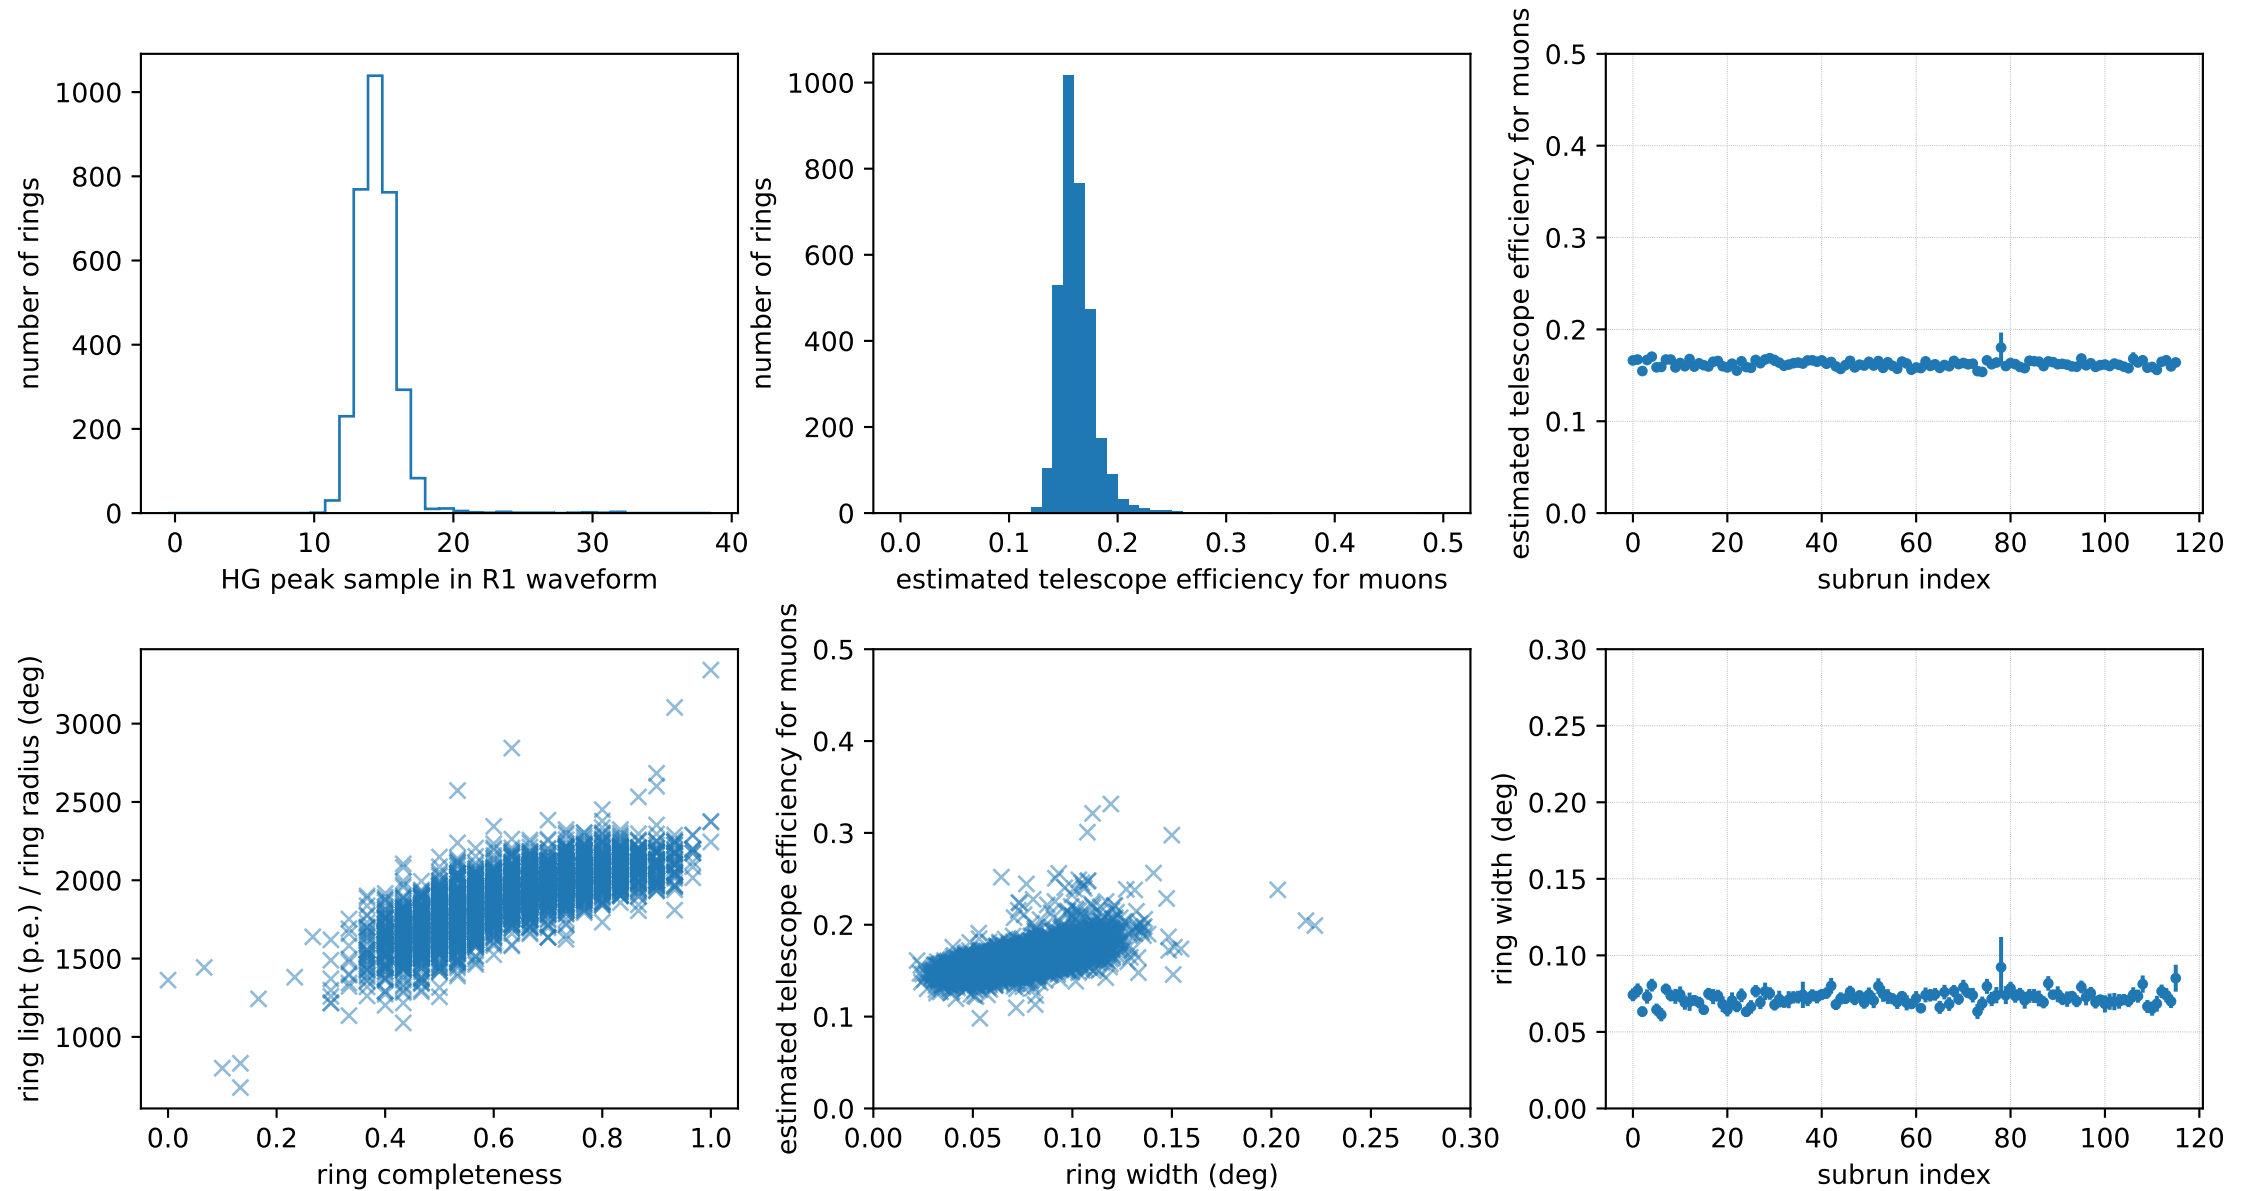 number of rings
1000
800
600
400
200
0
0 10 20 30 40
HG peak sample in R1 waveform
number of rings
1000
800
600
400
200
0
0.0 0.1 0.2 0.3 0.4 0.5
estimated telescope efficiency for muons
estimated telescope efficiency for muons
0.5
0.4
0.3
0.2
0.1
0.0
0 20 40 60 80 100 120
subrun index
ring light (p.e.) / ring radius (deg)
3000
2500
2000
1500
1000
0.0 0.2 0.4 0.6 0.8 1.0
ring completeness
estimated telescope efficiency for muons
0.5
0.4
0.3
0.2
0.1
0.0
0.00 0.05 0.10 0.15 0.20 0.25 0.30
ring width (deg)
ring width (deg)
0.30
0.25
0.20
0.15
0.10
0.05
0.00
0 20 40 60 80 100 120
subrun index